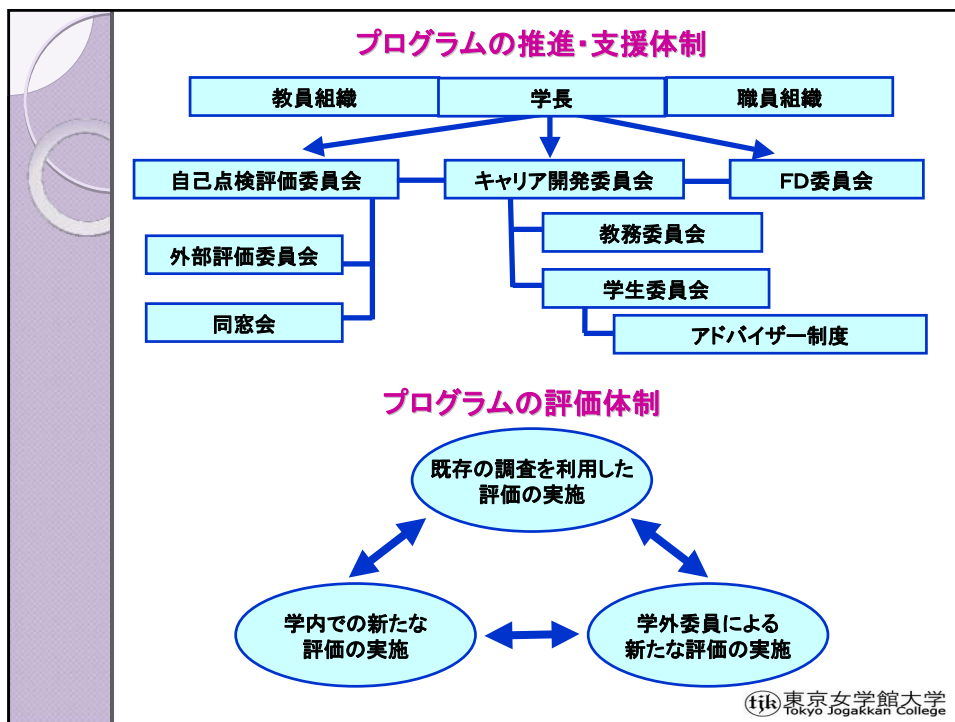 プログラムの推進・支援体制
教員組織
学長
職員組織
自己点検評価委員会
キャリア開発委員会
FD委員会
外部評価委員会
教務委員会
学生委員会
同窓会
アドバイザー制度
プログラムの評価体制
既存の調査を利用した
評価の実施
学内での新たな
評価の実施
学外委員による
新たな評価の実施
tjk 東京女学館大学
Tokyo Jogakkan College